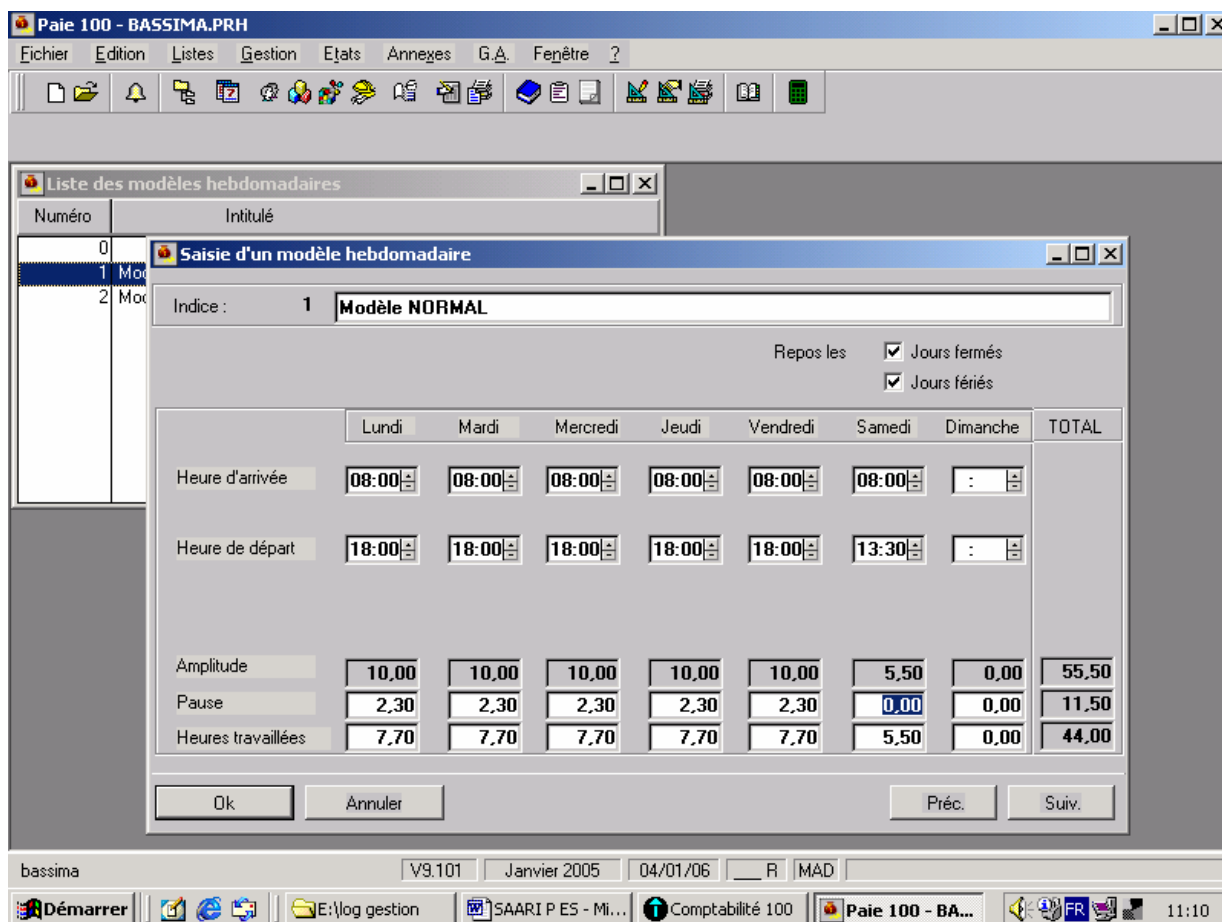 Paie 100 - BASSIMA.PRH
Fichier Edition Listes Gestion Etats Annexes G.A. Fenêtre ?
Liste des modèles hebdomadaires
Numéro Intitulé
0
1 Mod
2 Mod
Saisie d'un modèle hebdomadaire
Indice : 1 Modèle NORMAL
Repos les Jours fermés
Jours fériés
Lundi Mardi Mercredi Jeudi Vendredi Samedi Dimanche TOTAL
Heure d'arrivée 08:00 08:00 08:00 08:00 08:00 08:00 :
Heure de départ 18:00 18:00 18:00 18:00 18:00 13:30 :
Amplitude 10,00 10,00 10,00 10,00 10,00 5,50 0,00 55,50
Pause 2,30 2,30 2,30 2,30 2,30 0,00 0,00 11,50
Heures travaillées 7,70 7,70 7,70 7,70 7,70 5,50 0,00 44,00
Ok Annuler Préc. Suiv.
bassima V9.101 Janvier 2005 04/01/06 ___ R MAD
Démarrer E:\log gestion SAARI P ES - Mi... Comptabilité 100 Paie 100 - BA... FR 11:10